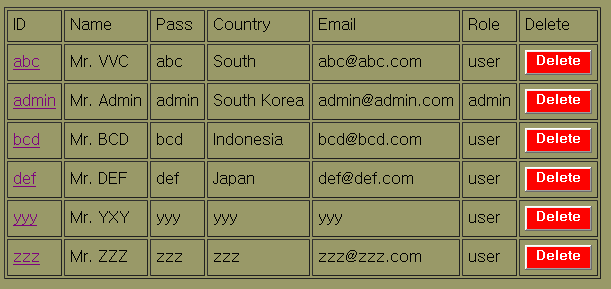 ID Name Pass Country Email Role Delete
abc Mr. VVC abc South abc@abc.com user Delete
admin Mr. Admin admin South Korea admin@admin.com admin Delete
bcd Mr. BCD bcd Indonesia bcd@bcd.com user Delete
def Mr. DEF def Japan def@def.com user Delete
yyy Mr. YXY yyy yyy yyy user Delete
zzz Mr. ZZZ zzz zzz zzz@zzz.com user Delete